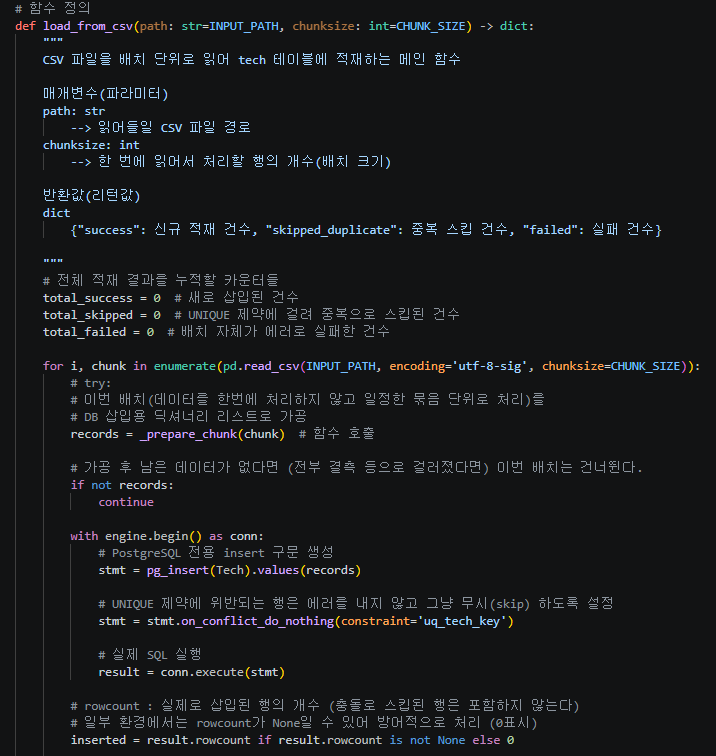 # 함수 정의
def load_from_csv(path: str=INPUT_PATH, chunksize: int=CHUNK_SIZE) -> dict:
"""
CSV 파일을 배치 단위로 읽어 tech 테이블에 적재하는 메인 함수
매개변수(파라미터)
path: str
--> 읽어들일 CSV 파일 경로
chunksize: int
--> 한 번에 읽어서 처리할 행의 개수(배치 크기)
반환값(리턴값)
dict
{"success": 신규 적재 건수, "skipped_duplicate": 중복 스킵 건수, "failed": 실패 건수}
"""
# 전체 적재 결과를 누적할 카운터들
total_success = 0  # 새로 삽입된 건수
total_skipped = 0  # UNIQUE 제약에 걸려 중복으로 스킵된 건수
total_failed = 0  # 배치 자체가 에러로 실패한 건수
for i, chunk in enumerate(pd.read_csv(INPUT_PATH, encoding='utf-8-sig', chunksize=CHUNK_SIZE)):
# try:
# 이번 배치(데이터를 한번에 처리하지 않고 일정한 묶음 단위로 처리)를
# DB 삽입용 딕셔너리 리스트로 가공
records = _prepare_chunk(chunk)  # 함수 호출
# 가공 후 남은 데이터가 없다면 (전부 결측 등으로 걸러졌다면) 이번 배치는 건너뛴다.
if not records:
continue
with engine.begin() as conn:
# PostgreSQL 전용 insert 구문 생성
stmt = pg_insert(Tech).values(records)
# UNIQUE 제약에 위반되는 행은 에러를 내지 않고 그냥 무시(skip) 하도록 설정
stmt = stmt.on_conflict_do_nothing(constraint='uq_tech_key')
# 실제 SQL 실행
result = conn.execute(stmt)
# rowcount : 실제로 삽입된 행의 개수 (충돌로 스킵된 행은 포함하지 않는다)
# 일부 환경에서는 rowcount가 None일 수 있어 방어적으로 처리 (0표시)
inserted = result.rowcount if result.rowcount is not None else 0